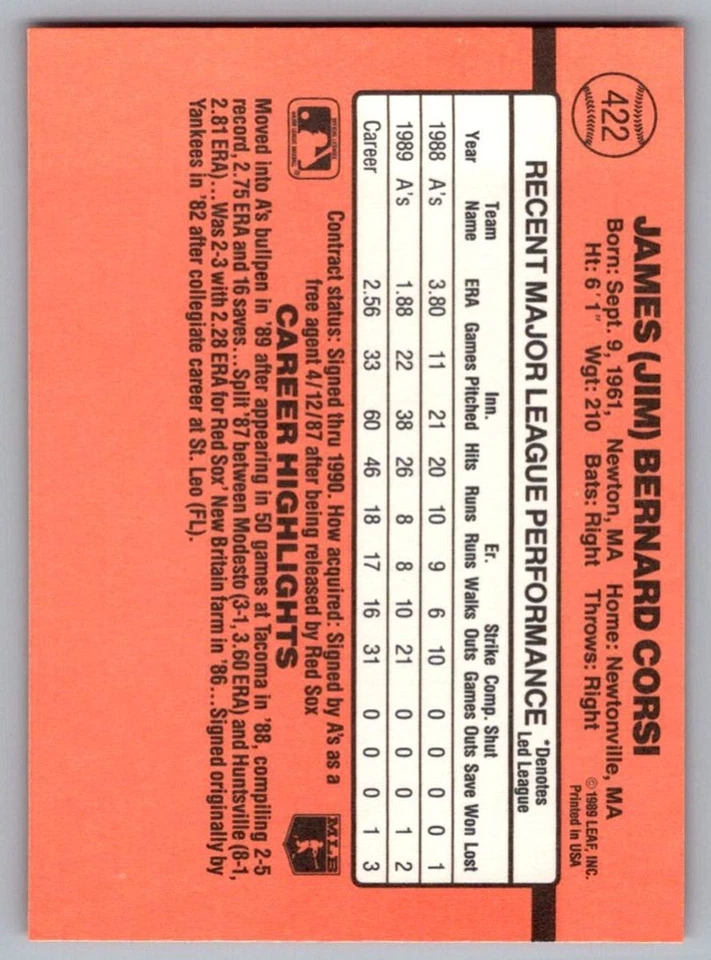 422
JAMES (JIM) BERNARD CORSI
Born: Sept. 9, 1961, Newton, MA Home: Newtonville, MA
Ht: 6'1" Wgt: 210 Bats: Right Throws: Right
© 1989 LEAF, INC.
Printed in USA
RECENT MAJOR LEAGUE PERFORMANCE *Denotes
Led League
Team Inn. Er. Strike Comp. Shut
Year Name ERA Games Pitched Hits Runs Runs Walks Outs Games Outs Save Won Lost
1988 A's 3.80 11 21 20 10 9 6 10 0 0 0 0 1
1989 A's 1.88 22 38 26 8 8 10 21 0 0 0 1 2
Career 2.56 33 60 46 18 17 16 31 0 0 0 1 3
Contract status: Signed thru 1990. How acquired: Signed by A's as a
free agent 4/12/87 after being released by Red Sox
CAREER HIGHLIGHTS
MLB
Moved into A's bullpen in '89 after appearing in 50 games at Tacoma in '88, compiling 2-5
record, 2.75 ERA and 16 saves...Split '87 between Modesto (3-1, 3.60 ERA) and Huntsville (8-1,
2.81 ERA)...Was 2-3 with 2.28 ERA for Red Sox' New Britain farm in '86...Signed originally by
Yankees in '82 after collegiate career at St. Leo (FL).